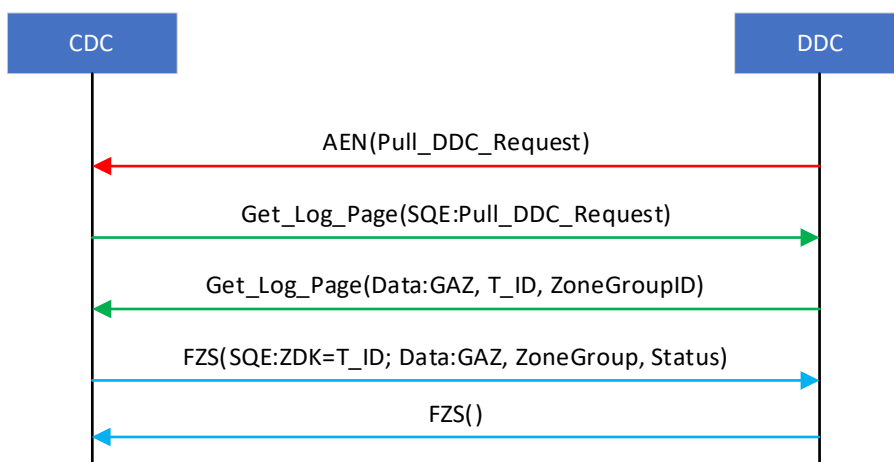 CDC
DDC
AEN(Pull_DDC_Request)
Get_Log_Page(SQE:Pull_DDC_Request)
Get_Log_Page(Data:GAZ, T_ID, ZoneGroupID)
FZS(SQE:ZDK=T_ID; Data:GAZ, ZoneGroup, Status)
FZS()